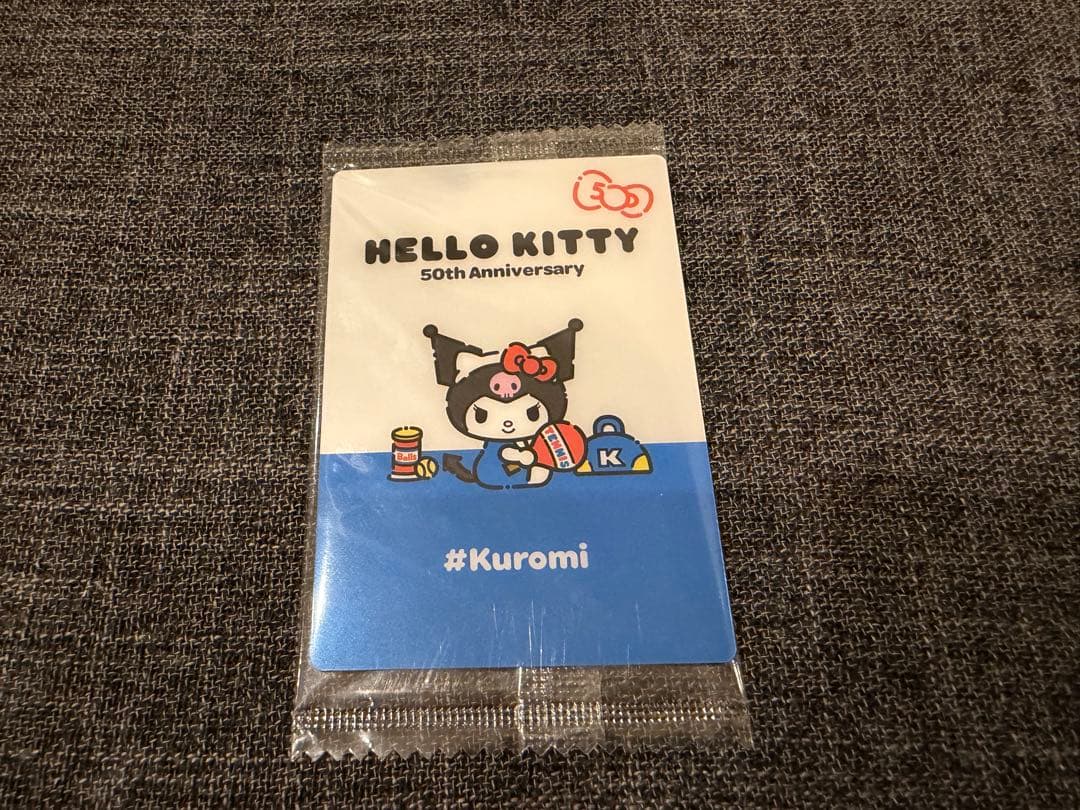 50
HELLO KITTY
50th Anniversary
Balls
TENNIS
K
#Kuromi